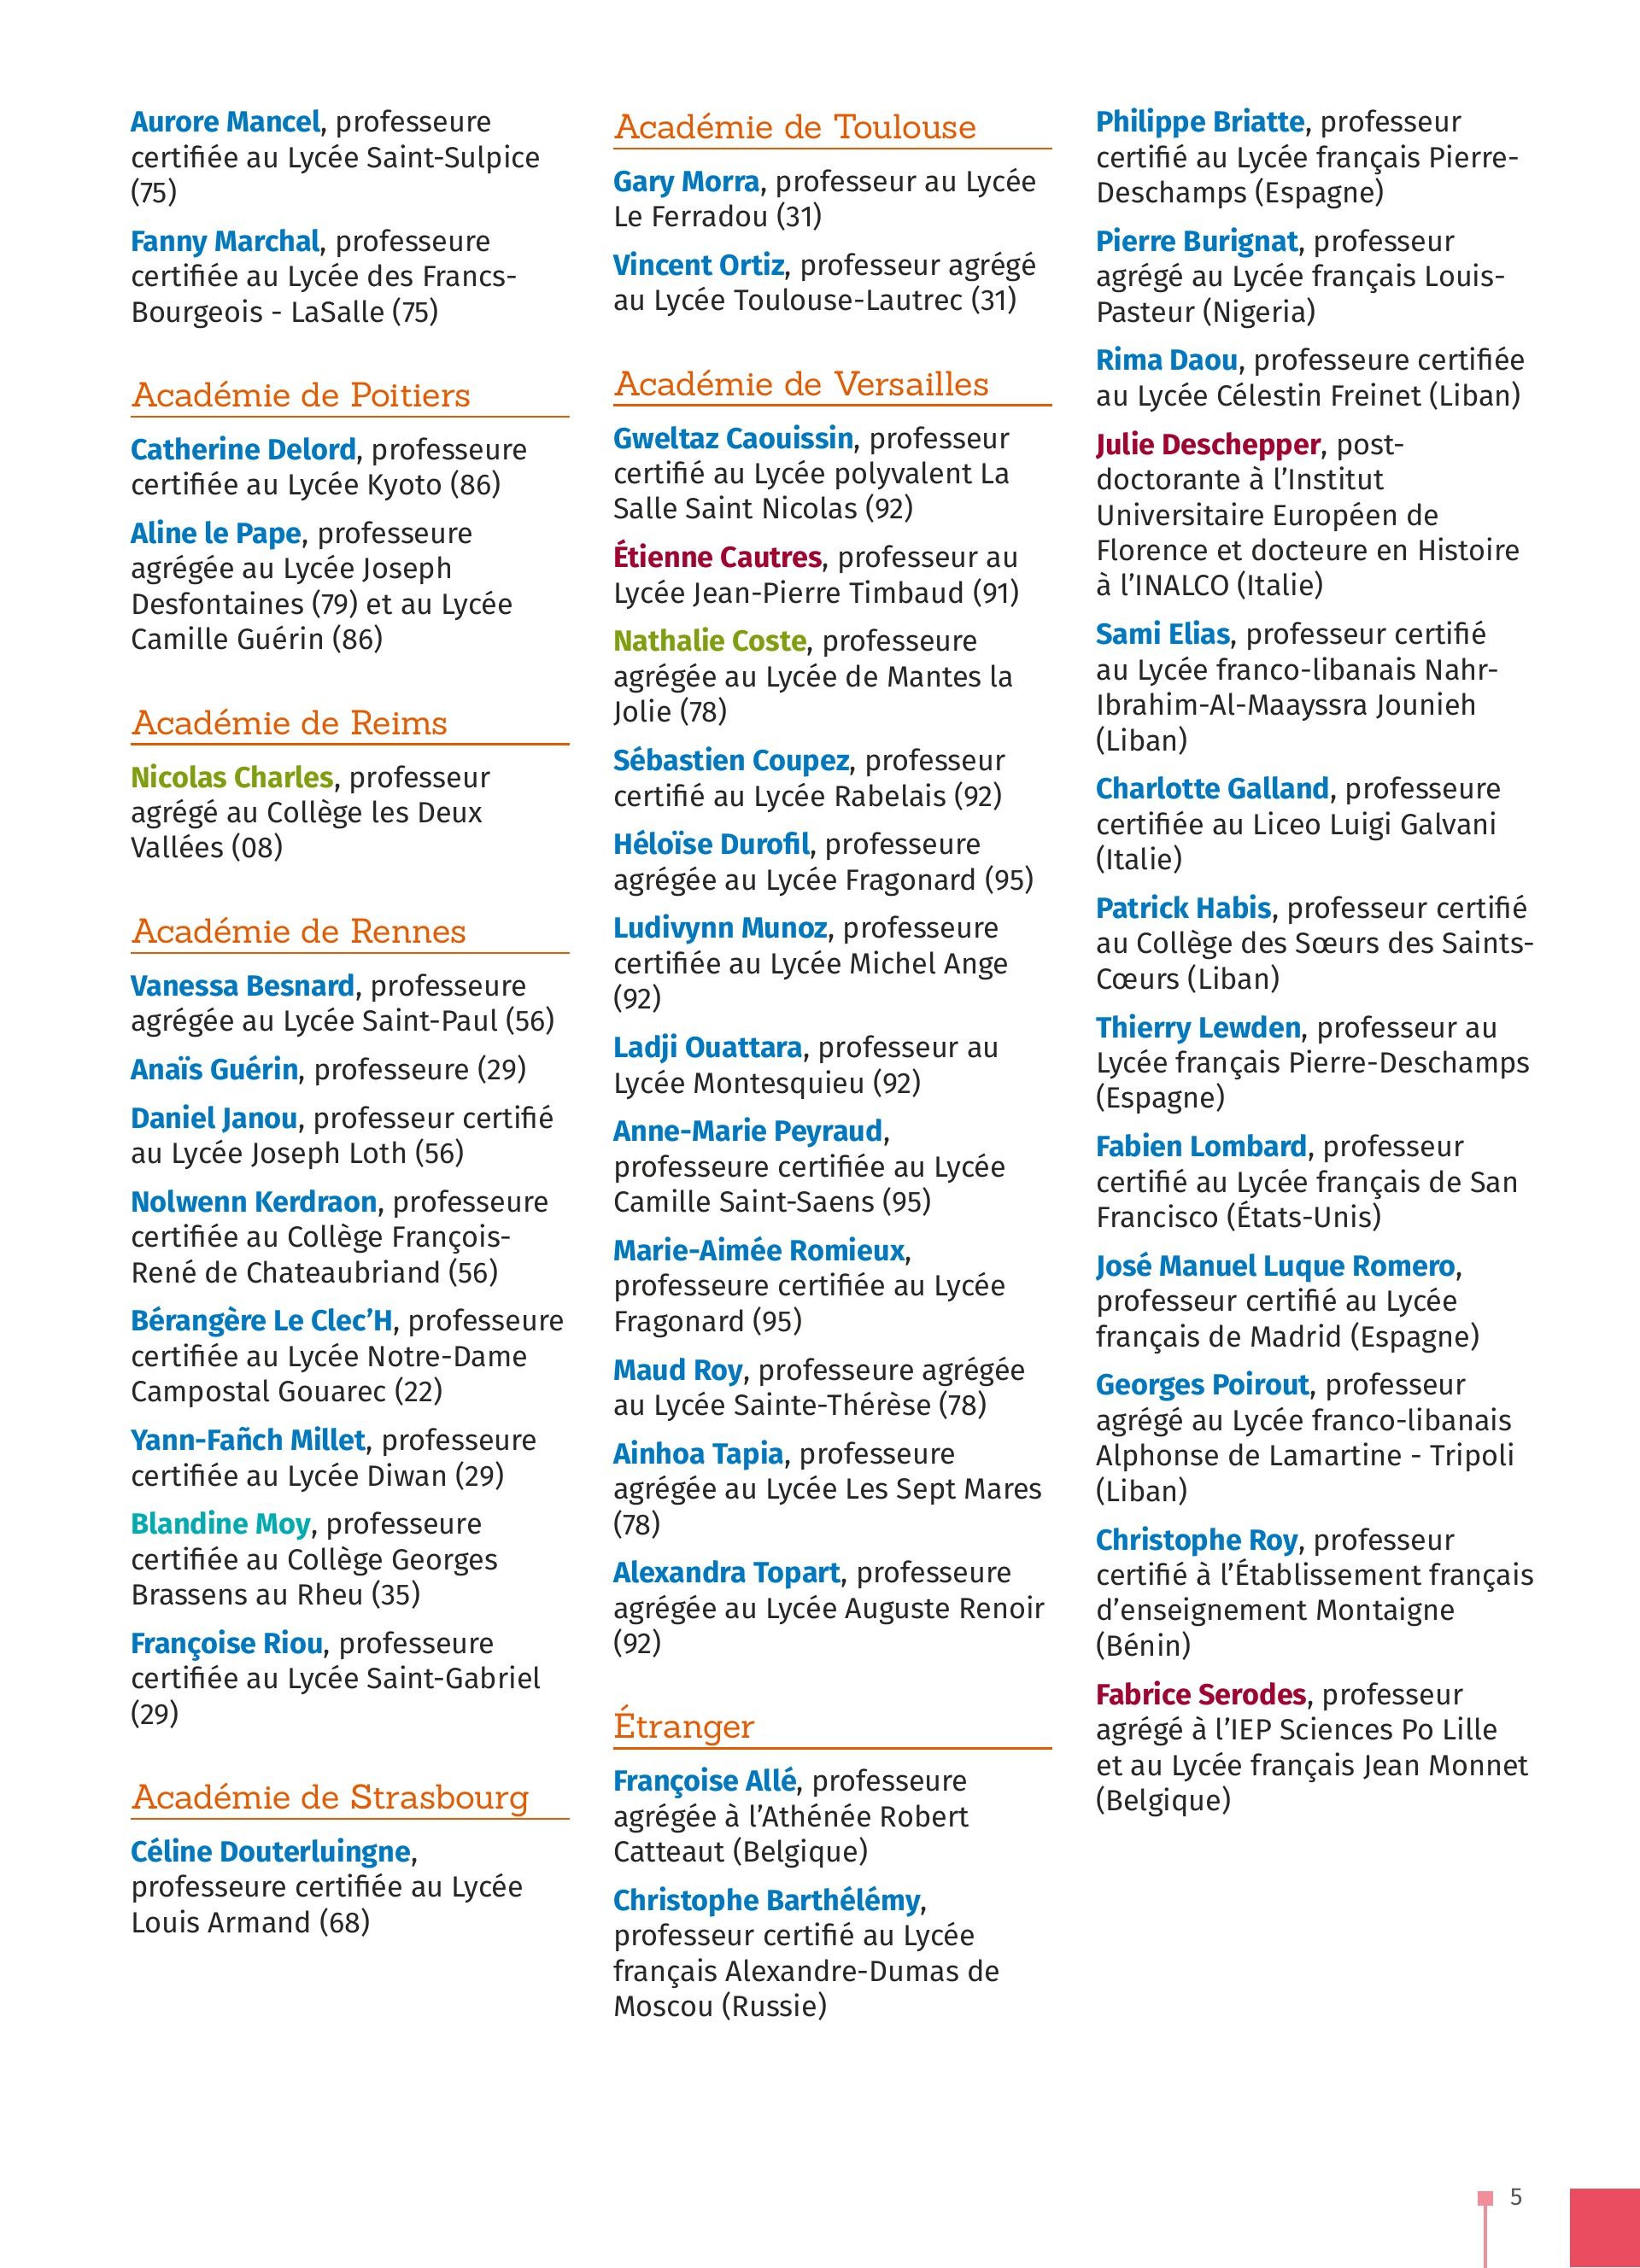 Aurore Mancel, professeure
certifiée au Lycée Saint-Sulpice
(75)
Fanny Marchal, professeure
certifiée au Lycée des Francs-
Bourgeois - LaSalle (75)
Académie de Poitiers
Catherine Delord, professeure
certifiée au Lycée Kyoto (86)
Aline le Pape, professeure
agrégée au Lycée Joseph
Desfontaines (79) et au Lycée
Camille Guérin (86)
Académie de Reims
Nicolas Charles, professeur
agrégé au Collège les Deux
Vallées (08)
Académie de Rennes
Vanessa Besnard, professeure
agrégée au Lycée Saint-Paul (56)
Anaïs Guérin, professeure (29)
Daniel Janou, professeur certifié
au Lycée Joseph Loth (56)
Nolwenn Kerdraon, professeure
certifiée au Collège François-
René de Chateaubriand (56)
Bérangère Le Clec’H, professeure
certifiée au Lycée Notre-Dame
Campostal Gouarec (22)
Yann-Fañch Millet, professeure
certifiée au Lycée Diwan (29)
Blandine Moy, professeure
certifiée au Collège Georges
Brassens au Rheu (35)
Françoise Riou, professeure
certifiée au Lycée Saint-Gabriel
(29)
Académie de Strasbourg
Céline Douterluingne,
professeure certifiée au Lycée
Louis Armand (68)
Académie de Toulouse
Gary Morra, professeur au Lycée
Le Ferradou (31)
Vincent Ortiz, professeur agrégé
au Lycée Toulouse-Lautrec (31)
Académie de Versailles
Gweltaz Caouissin, professeur
certifié au Lycée polyvalent La
Salle Saint Nicolas (92)
Étienne Cautres, professeur au
Lycée Jean-Pierre Timbaud (91)
Nathalie Coste, professeure
agrégée au Lycée de Mantes la
Jolie (78)
Sébastien Coupez, professeur
certifié au Lycée Rabelais (92)
Héloïse Durofil, professeure
agrégée au Lycée Fragonard (95)
Ludivynn Munoz, professeure
certifiée au Lycée Michel Ange
(92)
Ladji Ouattara, professeur au
Lycée Montesquieu (92)
Anne-Marie Peyraud,
professeure certifiée au Lycée
Camille Saint-Saens (95)
Marie-Aimée Romieux,
professeure certifiée au Lycée
Fragonard (95)
Maud Roy, professeure agrégée
au Lycée Sainte-Thérèse (78)
Ainhoa Tapia, professeure
agrégée au Lycée Les Sept Mares
(78)
Alexandra Topart, professeure
agrégée au Lycée Auguste Renoir
(92)
Étranger
Françoise Allé, professeure
agrégée à l’Athénée Robert
Catteaut (Belgique)
Christophe Barthélémy,
professeur certifié au Lycée
français Alexandre-Dumas de
Moscou (Russie)
Philippe Briatte, professeur
certifié au Lycée français Pierre-
Deschamps (Espagne)
Pierre Burignat, professeur
agrégé au Lycée français Louis-
Pasteur (Nigeria)
Rima Daou, professeure certifiée
au Lycée Célestin Freinet (Liban)
Julie Deschepper, post-
doctorante à l’Institut
Universitaire Européen de
Florence et docteure en Histoire
à l’INALCO (Italie)
Sami Elias, professeur certifié
au Lycée franco-libanais Nahr-
Ibrahim-Al-Maayssra Jounieh
(Liban)
Charlotte Galland, professeure
certifiée au Liceo Luigi Galvani
(Italie)
Patrick Habis, professeur certifié
au Collège des Sœurs des Saints-
Cœurs (Liban)
Thierry Lewden, professeur au
Lycée français Pierre-Deschamps
(Espagne)
Fabien Lombard, professeur
certifié au Lycée français de San
Francisco (États-Unis)
José Manuel Luque Romero,
professeur certifié au Lycée
français de Madrid (Espagne)
Georges Poirout, professeur
agrégé au Lycée franco-libanais
Alphonse de Lamartine - Tripoli
(Liban)
Christophe Roy, professeur
certifié à l’Établissement français
d’enseignement Montaigne
(Bénin)
Fabrice Serodes, professeur
agrégé à l’IEP Sciences Po Lille
et au Lycée français Jean Monnet
(Belgique)
5